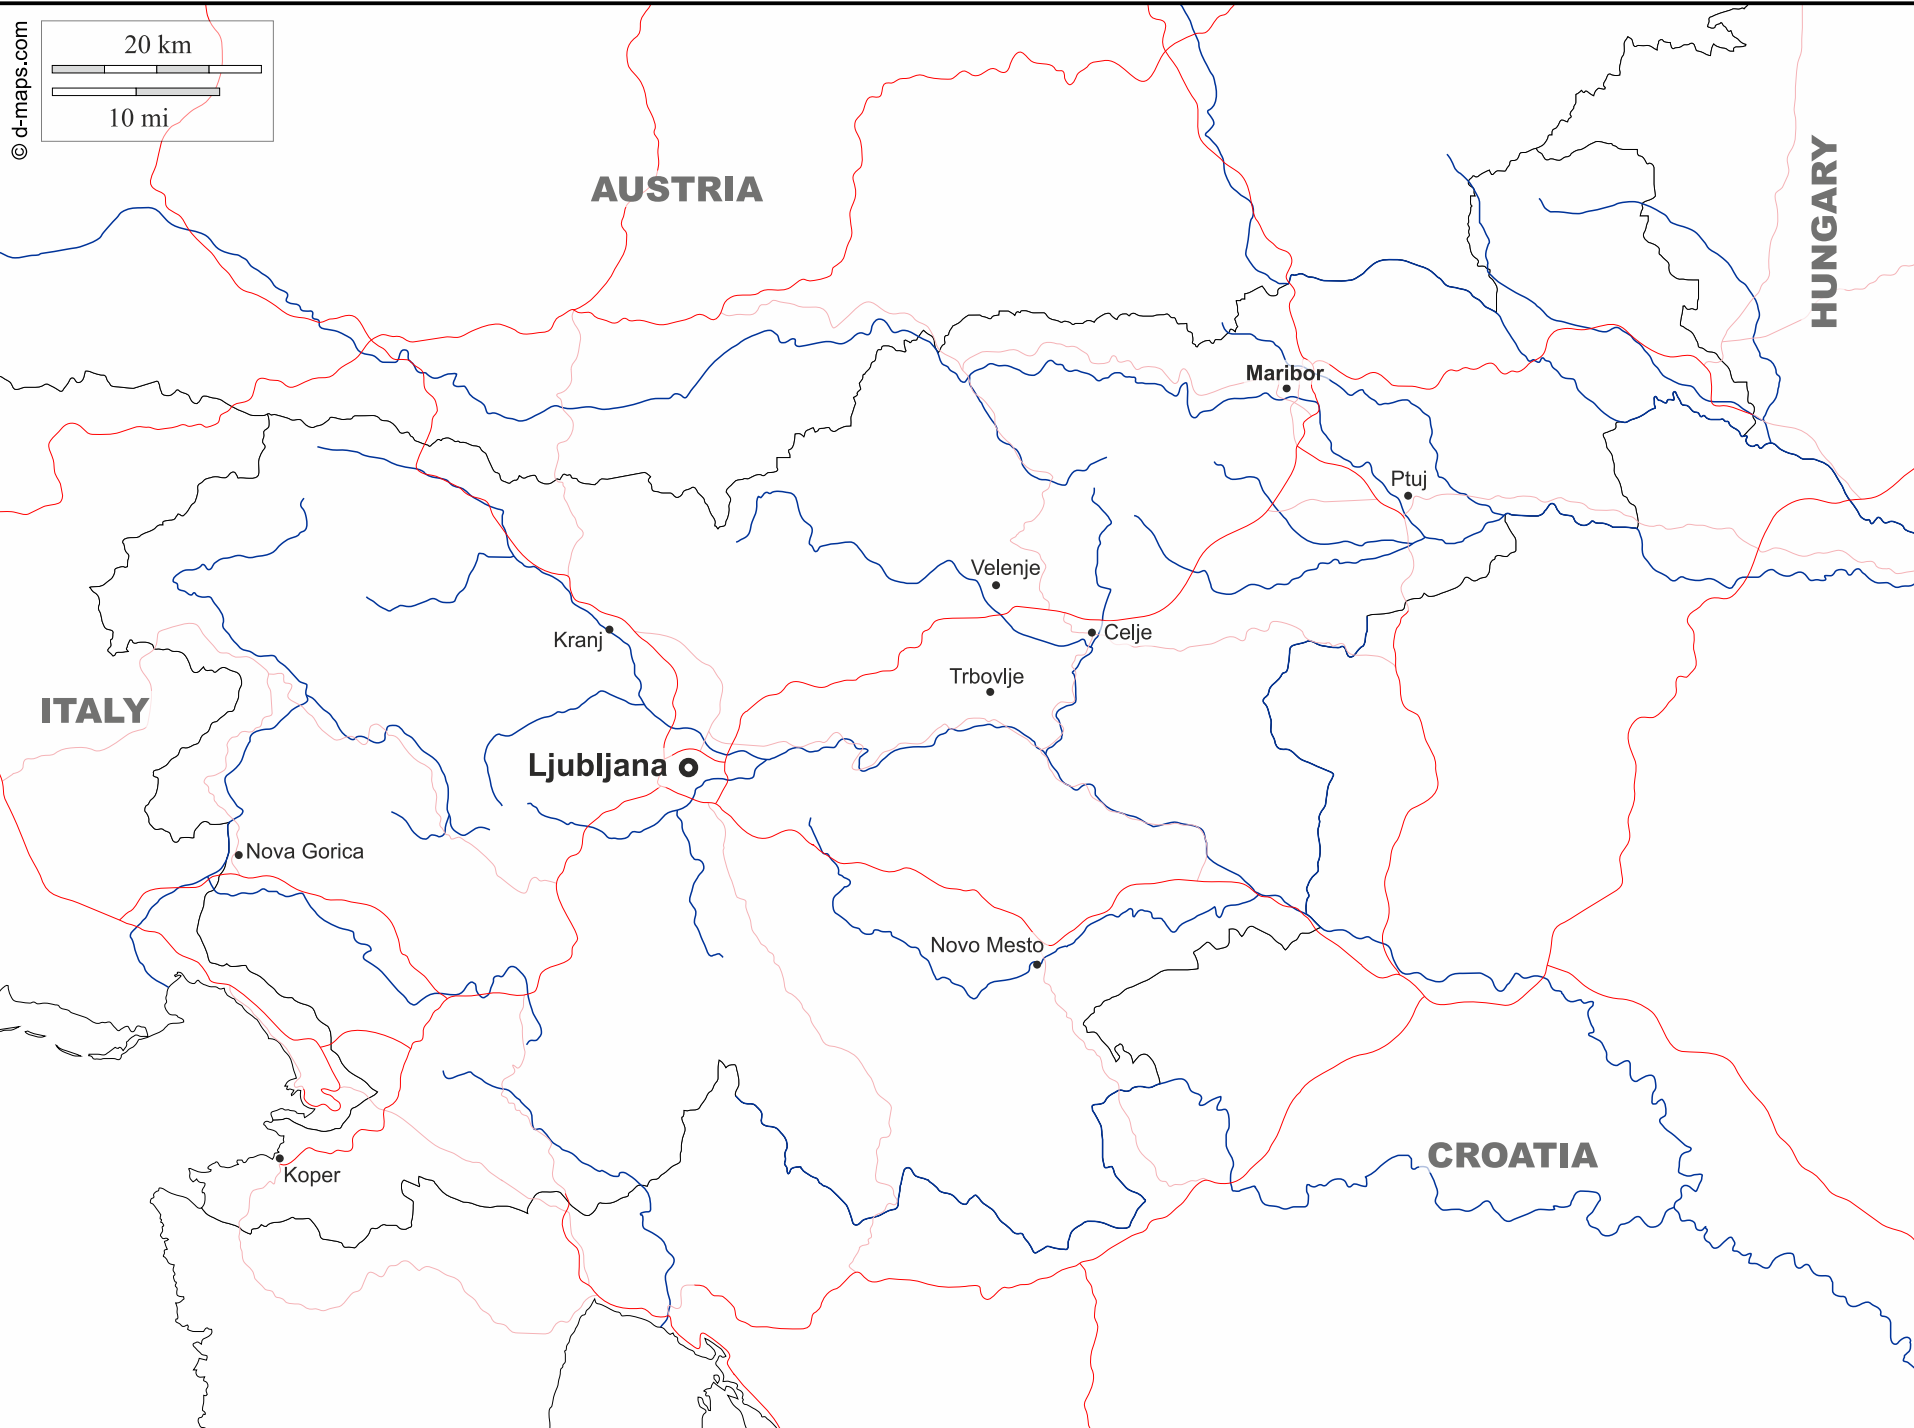 © d-maps.com
20 km
10 mi
AUSTRIA
HUNGARY
Maribor
Ptuj
Velenje
Kranj
Celje
Trbovlje
ITALY
Ljubljana
Nova Gorica
Novo Mesto
CROATIA
Koper